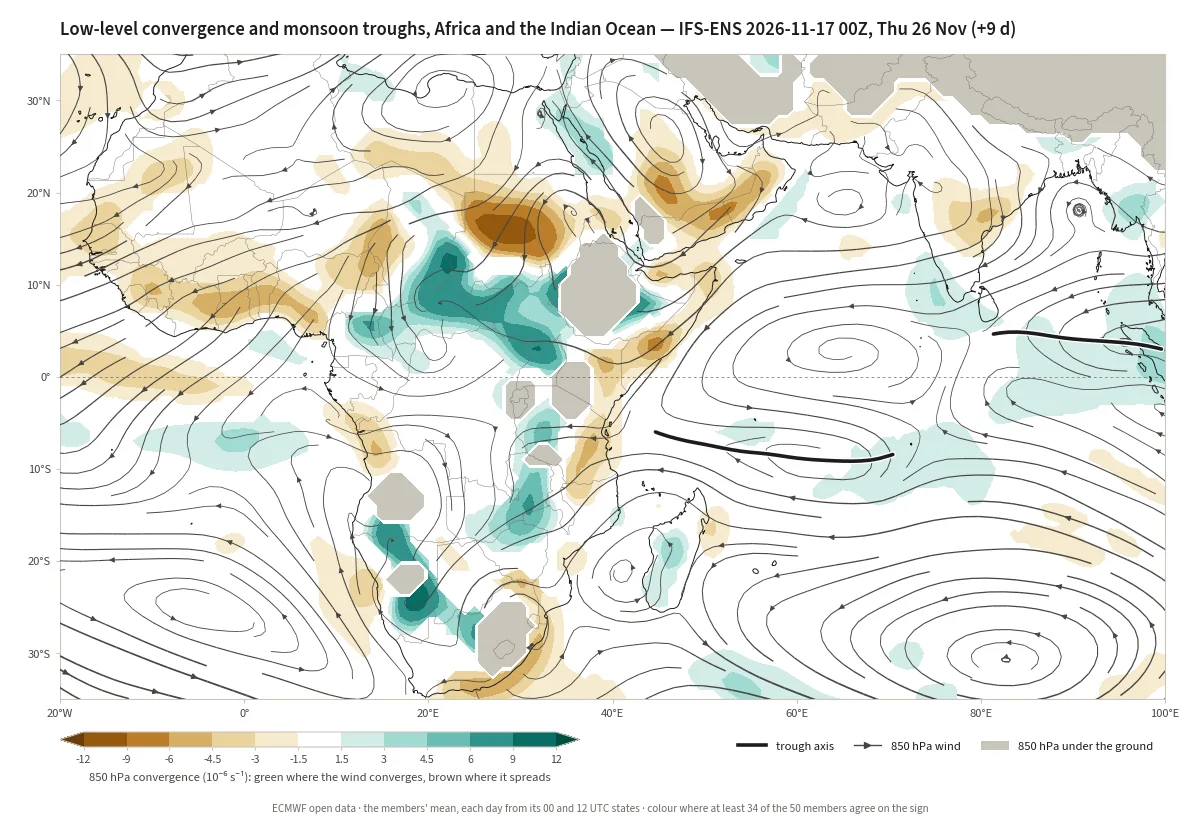 Low-level convergence and monsoon troughs, Africa and the Indian Ocean — IFS-ENS 2026-11-17 00Z, Thu 26 Nov (+9 d)
30°N
20°N
10°N
0°
10°S
20°S
30°S
20°W 0° 20°E 40°E 60°E 80°E 100°E
-12 -9 -6 -4.5 -3 -1.5 1.5 3 4.5 6 9 12
850 hPa convergence (10⁻⁶ s⁻¹): green where the wind converges, brown where it spreads
trough axis 850 hPa wind 850 hPa under the ground
ECMWF open data · the members' mean, each day from its 00 and 12 UTC states · colour where at least 34 of the 50 members agree on the sign